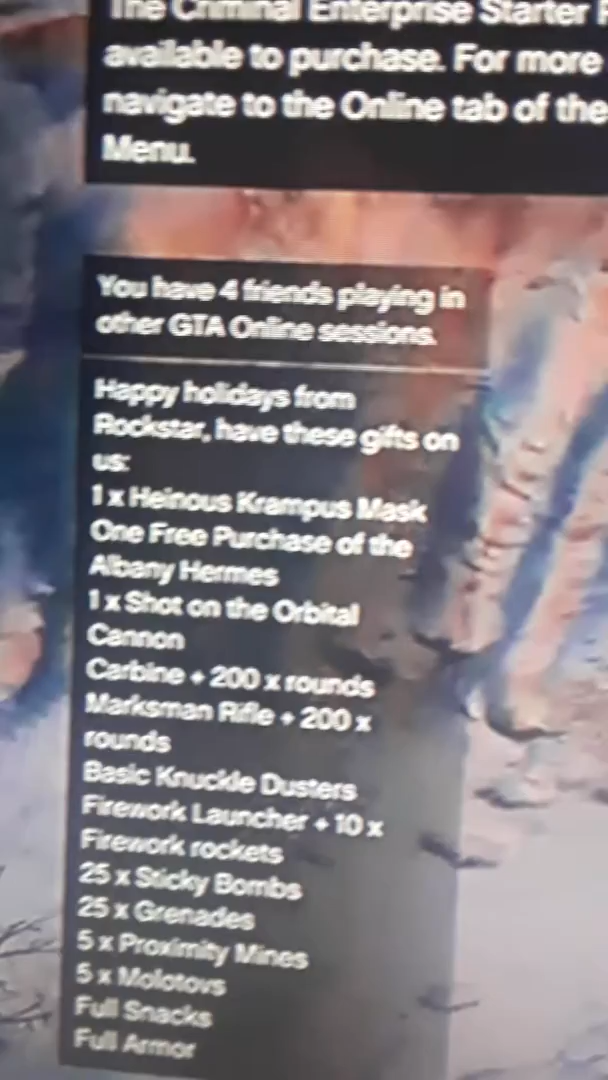 The Criminal Enterprise Starter
available to purchase. For more
navigate to the Online tab of the
Menu.
You have 4 friends playing in
other GTA Online sessions.
Happy holidays from
Rockstar, have these gifts on
us:
1 x Heinous Krampus Mask
One Free Purchase of the
Albany Hermes
1 x Shot on the Orbital
Cannon
Carbine + 200 x rounds
Marksman Rifle + 200 x
rounds
Basic Knuckle Dusters
Firework Launcher + 10 x
Firework rockets
25 x Sticky Bombs
25 x Grenades
5 x Proximity Mines
5 x Molotovs
Full Snacks
Full Armor